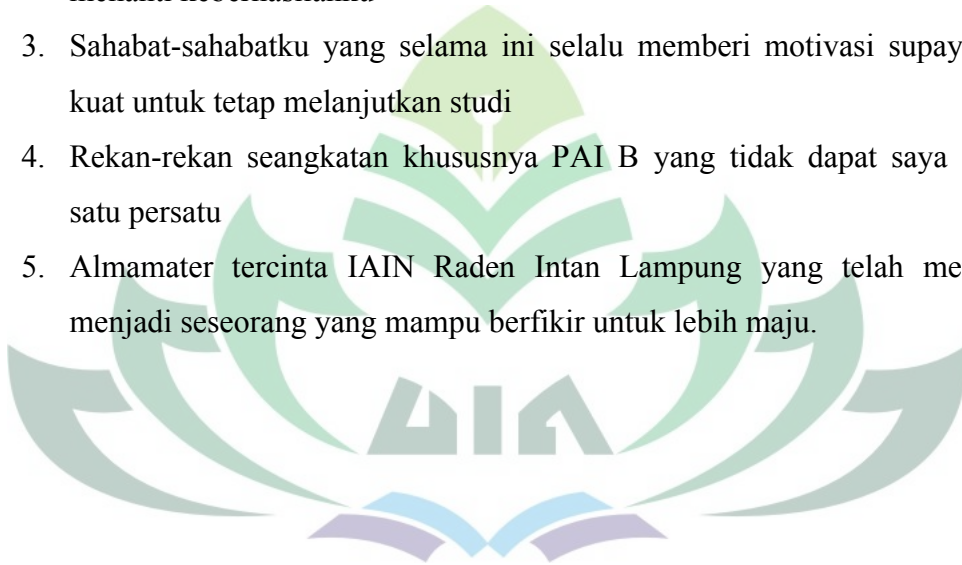 3. Sahabat-sahabatku yang selama ini selalu memberi motivasi
kuat untuk tetap melanjutkan studi
4. Rekan-rekan seangkatan khususnya PAI B yang tidak dapat saya
satu persatu
5. Almamater tercinta IAIN Raden Intan Lampung yang telah
menjadi seseorang yang mampu berfikir untuk lebih maju.
UIN